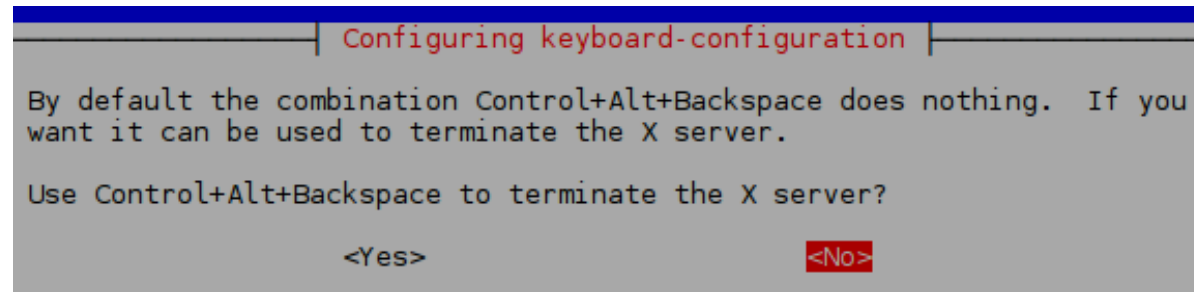 Configuring keyboard-configuration
By default the combination Control+Alt+Backspace does nothing.  If you
want it can be used to terminate the X server.
Use Control+Alt+Backspace to terminate the X server?
<Yes> <No>